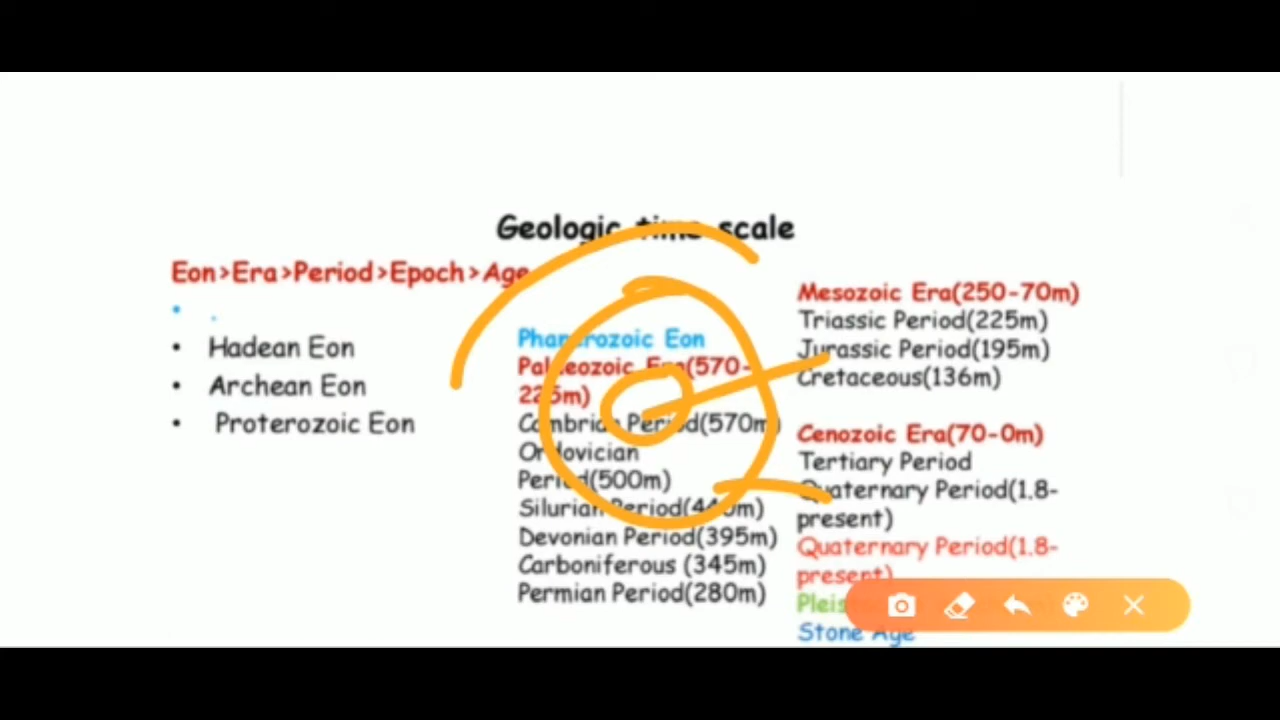 Geologic time scale
Eon>Era>Period>Epoch>Age
Hadean Eon
Archean Eon
Proterozoic Eon
Phanerozoic Eon
Palaeozoic Era(570-
225m)
Cambrian Period(570m)
Ordovician
Period(500m)
Silurian Period(440m)
Devonian Period(395m)
Carboniferous (345m)
Permian Period(280m)
Mesozoic Era(250-70m)
Triassic Period(225m)
Jurassic Period(195m)
Cretaceous(136m)
Cenozoic Era(70-0m)
Tertiary Period
Quaternary Period(1.8-
present)
Quaternary Period(1.8-
present)
Stone Age